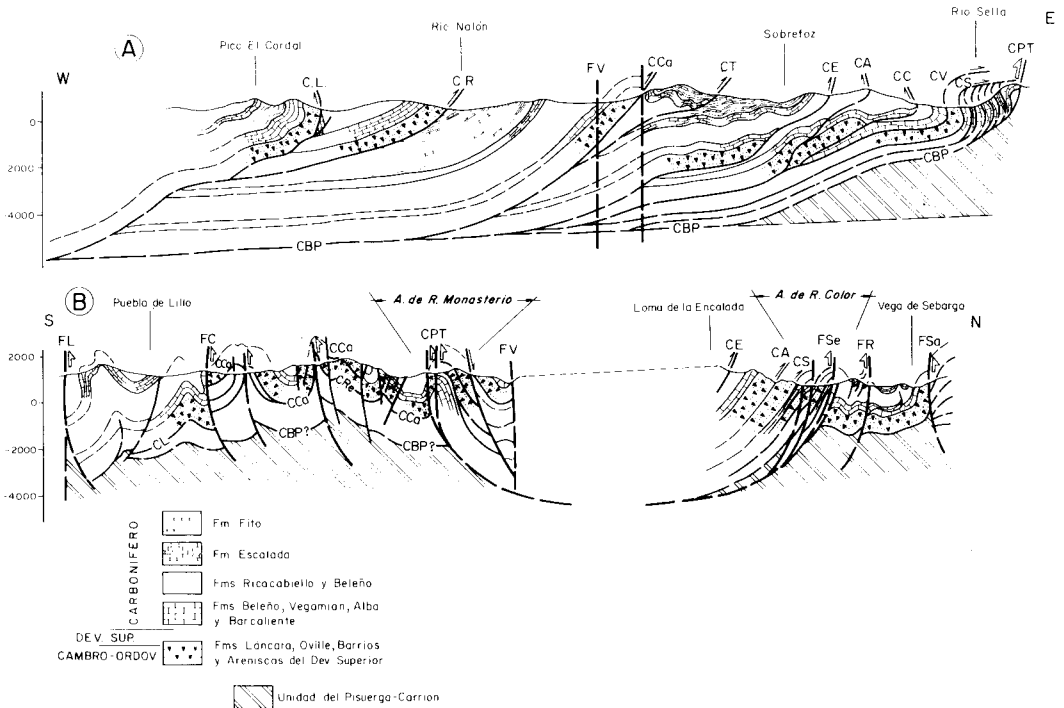 A
W
E
Pico El Cordal
Rio Nalón
Sobrefoz
Rio Sella
C.L.
C R
FV
CCa
CT
CE
CA
CC
CV
CS
CPT
0
2000
-4000
CBP
CBP
CBP
B
S
N
Puebla de Lillo
A. de R. Monasterio
Loma de la Encalada
A. de R. Color
Vega de Sebarga
FL
FC
CCa
CPT
FV
CE
CA
CS
FSe
FR
FSa
2000
0
-2000
-4000
CCa
CCa
CCa
CL
CBP?
CBP?
CARBONIFERO
Fm Fito
Fm Escalada
Fms Ricacabiello y Beleño
Fms Beleño, Vegamian, Alba
y Barcaliente
DEV. SUP.
CAMBRO-ORDOV
Fms Láncara, Oville, Barrios
y Areniscas del Dev Superior
Unidad del Pisuerga-Carrion